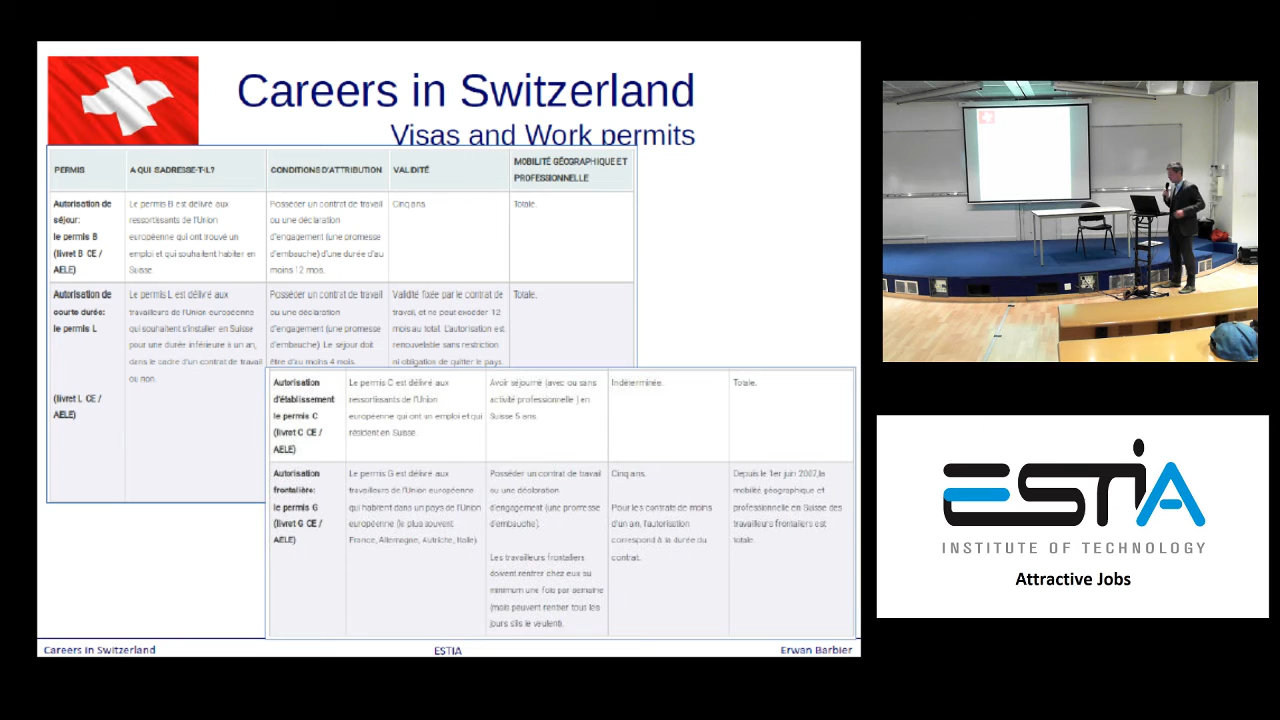 Careers in Switzerland
Visas and Work permits
PERMIS
A QUI SADRESSE-T-IL?
CONDITIONS D'ATTRIBUTION
VALIDITÉ
MOBILITÉ GÉOGRAPHIQUE ET
PROFESSIONNELLE
Autorisation de
séjour:
le permis B
(livret B CE /
AELE)
Le permis B est délivré aux
ressortissants de l'Union
européenne qui ont trouvé un
emploi et qui souhaitent habiter en
Suisse.
Posséder un contrat de travail
ou une déclaration
d'engagement (une promesse
d'embauche) d'une durée d'au
moins 12 mois.
Cinq ans
Totale.
Autorisation de
courte durée:
le permis L
(livret L CE /
AELE)
Le permis L est délivré aux
travailleurs de l'Union européenne
qui souhaitent s'installer en Suisse
pour une durée inférieure à un an,
dans le cadre d'un contrat de travail
ou non.
Posséder un contrat de travail
ou une déclaration
d'engagement (une promesse
d'embauche). Le séjour doit
être d'au moins 4 mois.
Validité fixée par le contrat de
travail, et ne peut excéder 12
mois au total. L'autorisation est
renouvelable sans restriction
ni obligation de quitter le pays.
Totale.
Autorisation
d'établissement
le permis C
(livret C CE /
AELE)
Le permis C est délivré aux
ressortissants de l'Union
européenne qui ont un emploi et qui
résident en Suisse.
Avoir séjourné (avec ou sans
activité professionnelle ) en
Suisse 5 ans.
Indéterminée.
Totale.
Autorisation
frontalière:
le permis G
(livret G CE /
AELE)
Le permis G est délivré aux
travailleurs de l'Union européenne
qui habitent dans un pays de l'Union
européenne (le plus souvent
France, Allemagne, Autriche, Italie).
Posséder un contrat de travail
ou une déclaration
d'engagement (une promesse
d'embauche).
Les travailleurs frontaliers
doivent rentrer chez eux au
minimum une fois par semaine
(mais peuvent rentrer tous les
jours s'ils le veulent).
Cinq ans.
Pour les contrats de moins
d'un an, l'autorisation
correspond à la durée du
contrat.
Depuis le 1er juin 2007,la
mobilité géographique et
professionnelle en Suisse des
travailleurs frontaliers est
totale.
Careers in Switzerland
ESTIA
Erwan Barbier
ESTIA
INSTITUTE OF TECHNOLOGY
Attractive Jobs